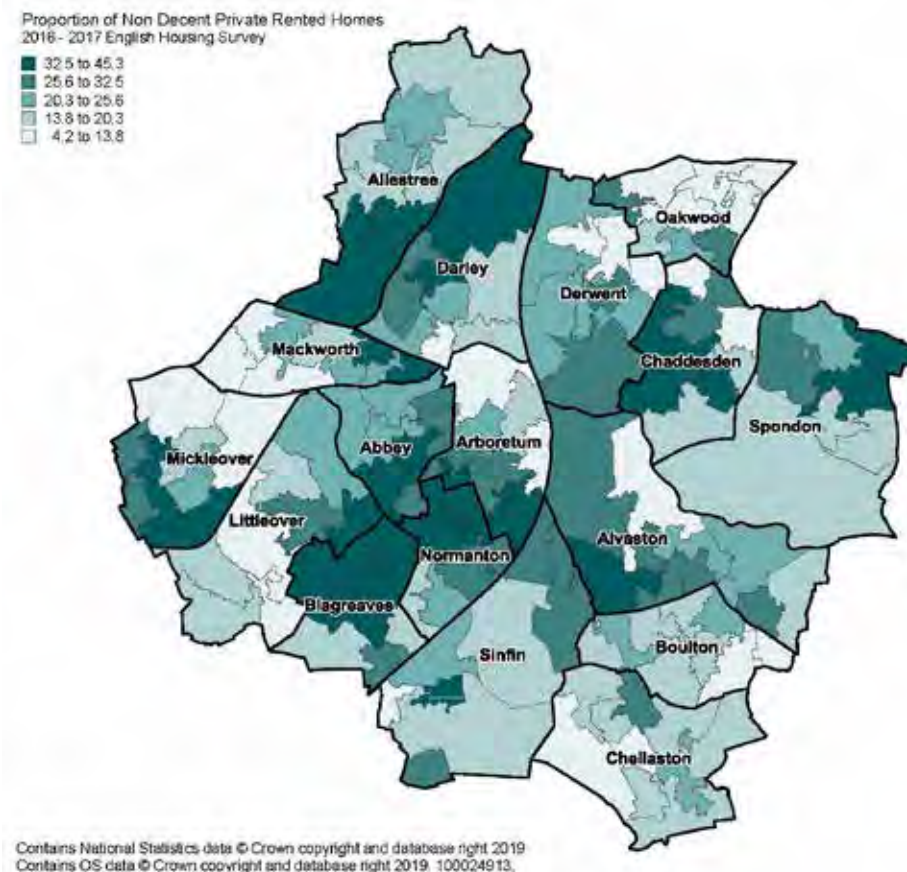 Proportion of Non Decent Private Rented Homes
2016 - 2017 English Housing Survey
32.5 to 45.3
25.6 to 32.5
20.3 to 25.6
13.8 to 20.3
4.2 to 13.8
Allestree
Oakwood
Darley
Derwent
Mackworth
Chaddesden
Spondon
Abbey
Arboretum
Mickleover
Littleover
Alvaston
Normanton
Blagreaves
Boulton
Sinfin
Chellaston
Contains National Statistics data © Crown copyright and database right 2019
Contains OS data © Crown copyright and database right 2019. 100024913.